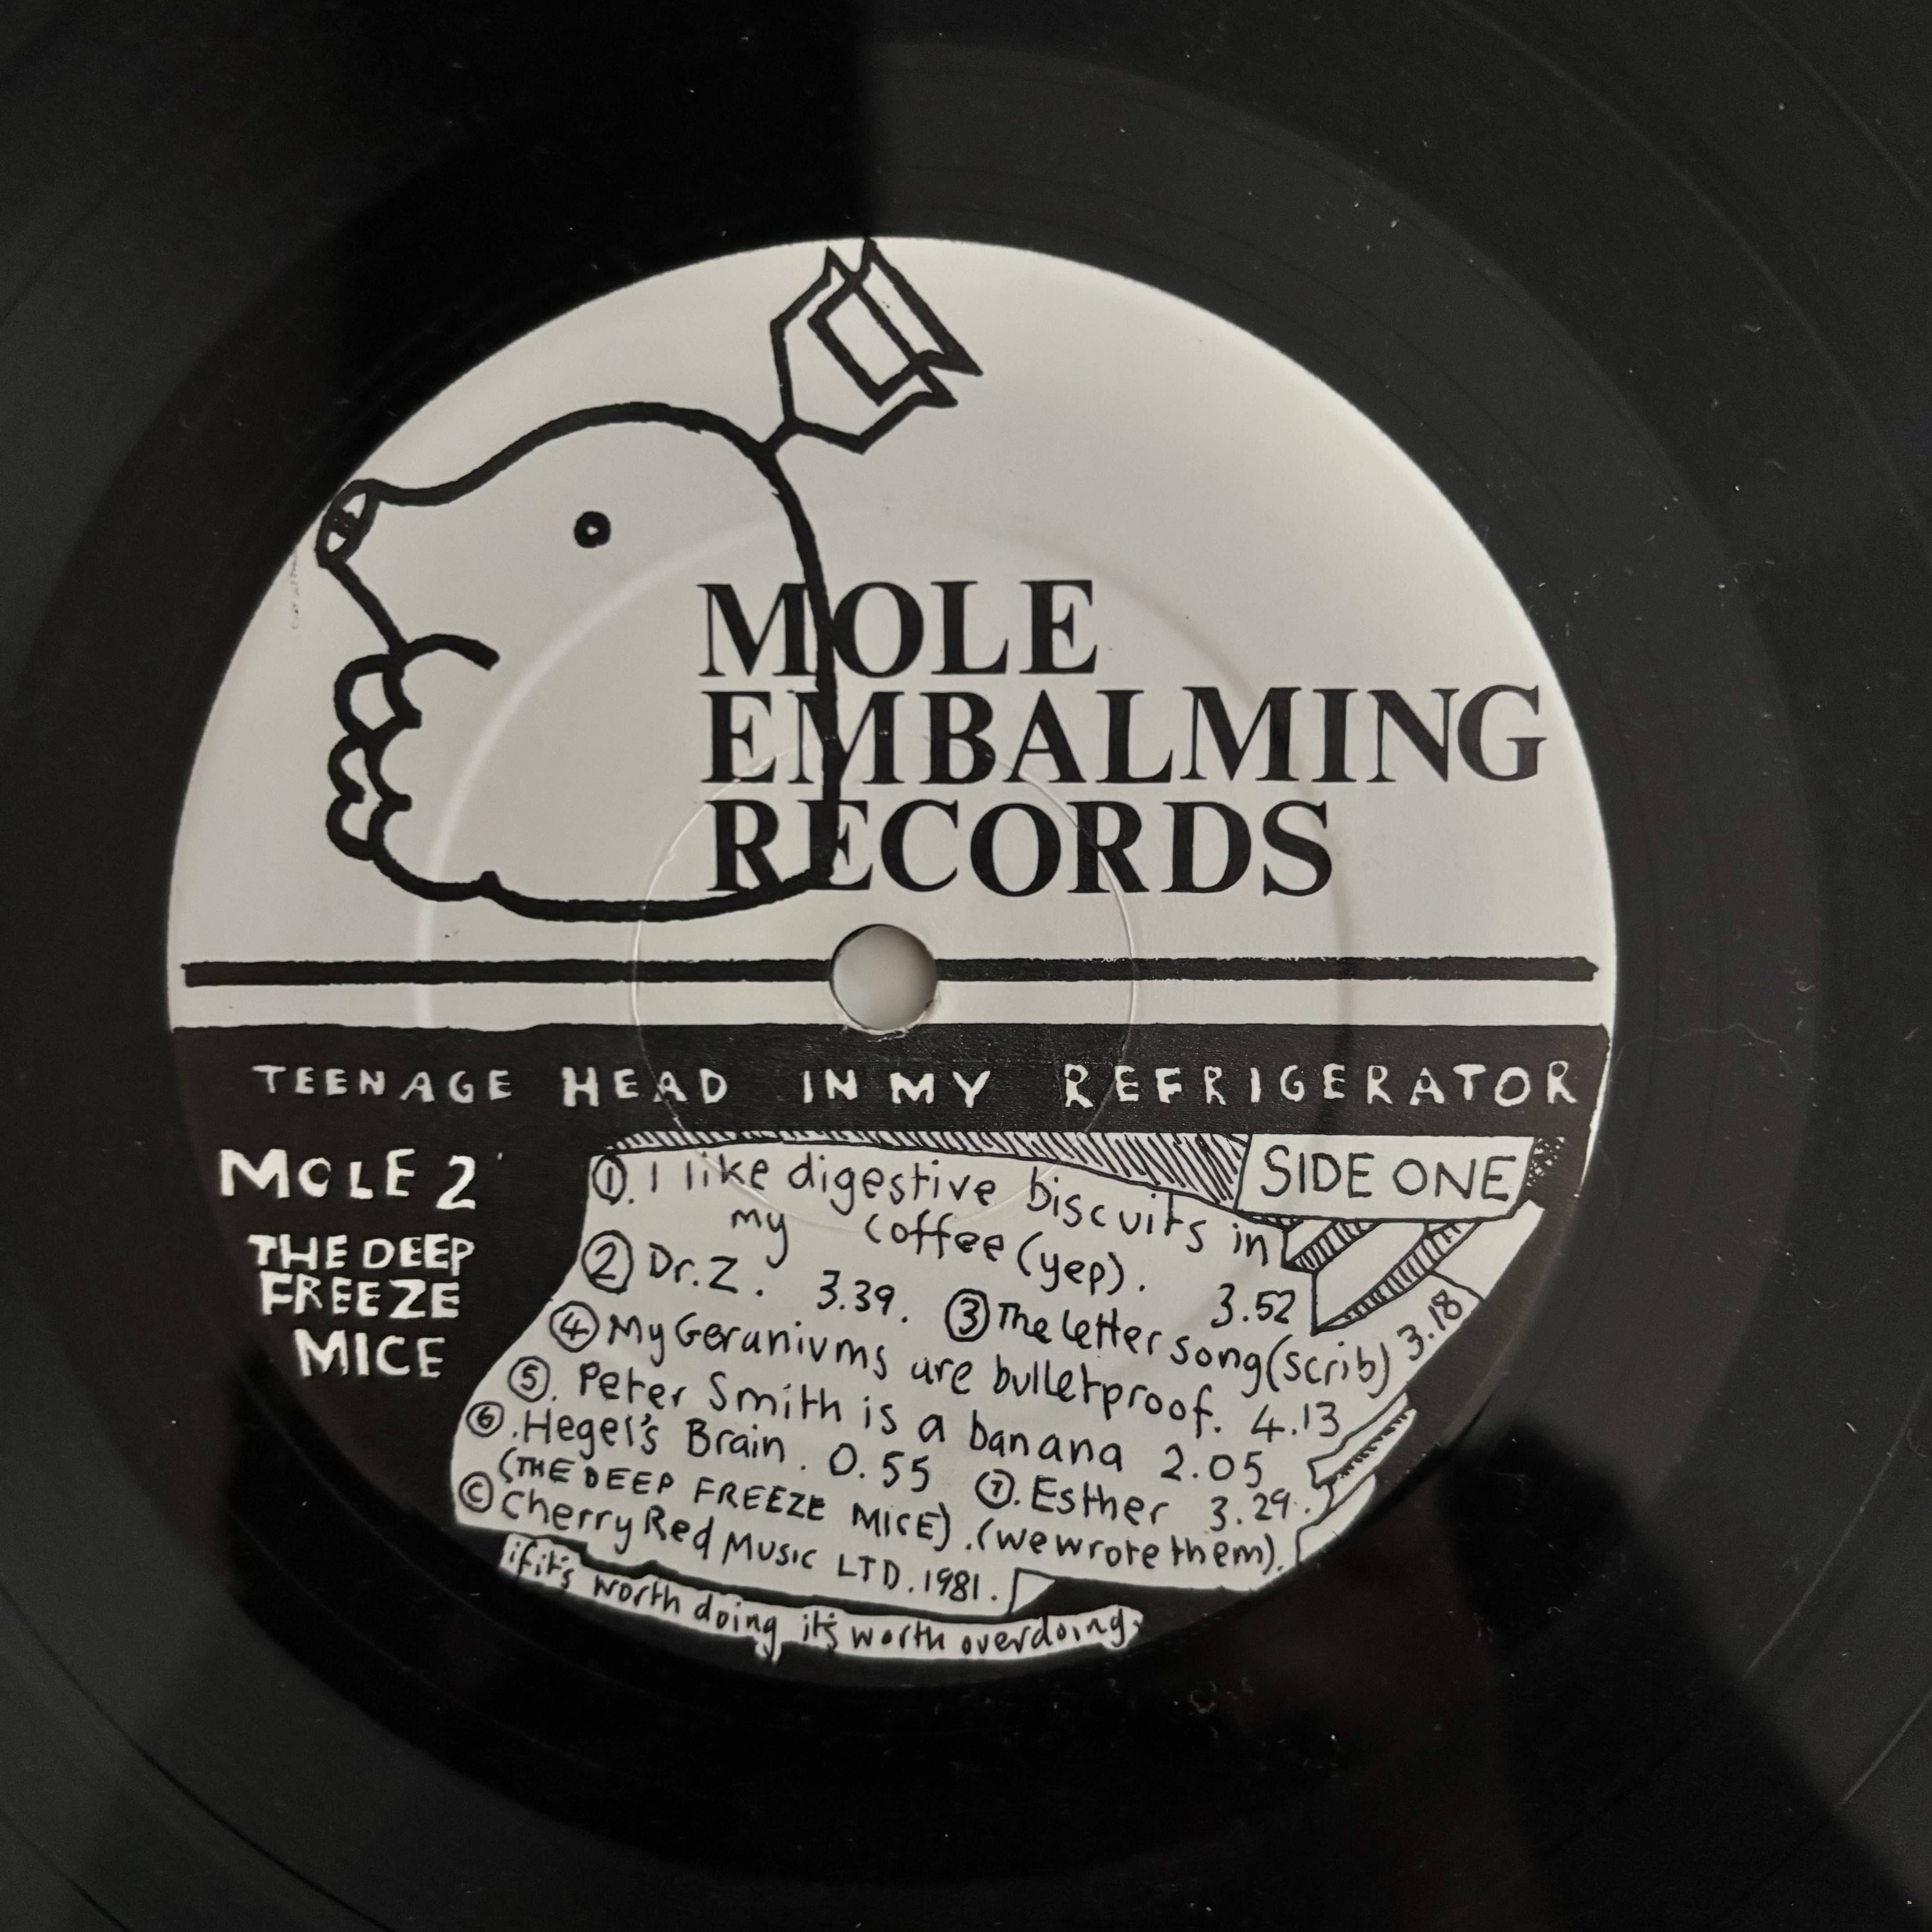 MOLE
EMBALMING
RECORDS
TEENAGE HEAD IN MY REFRIGERATOR
MOLE 2
THE DEEP
FREEZE
MICE
SIDE ONE
①. I like digestive biscuits in
my coffee (yep). 3.52
② Dr. Z. 3.39. ③ The letter song (scrib) 3.18
④ My Geraniums are bulletproof. 4.13
⑤. Peter Smith is a banana 2.05
⑥. Hegel's Brain. 0.55 ⑦. Esther 3.29.
(THE DEEP FREEZE MICE). (we wrote them).
© Cherry Red Music LTD. 1981.
if it's worth doing it's worth overdoing